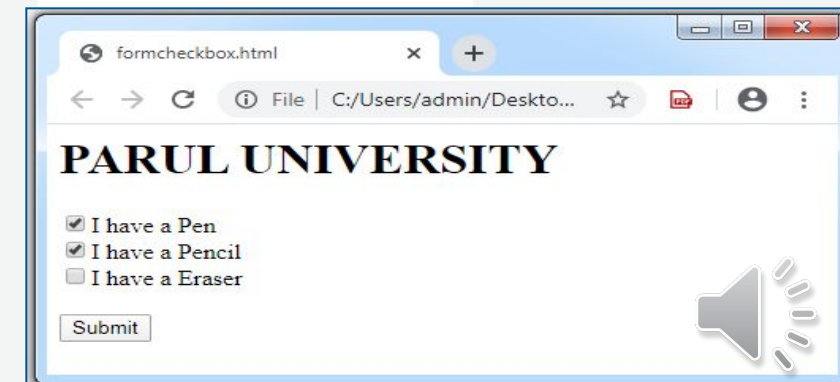 formcheckbox.html
File | C:/Users/admin/Deskto...
PARUL UNIVERSITY
I have a Pen
I have a Pencil
I have a Eraser
Submit